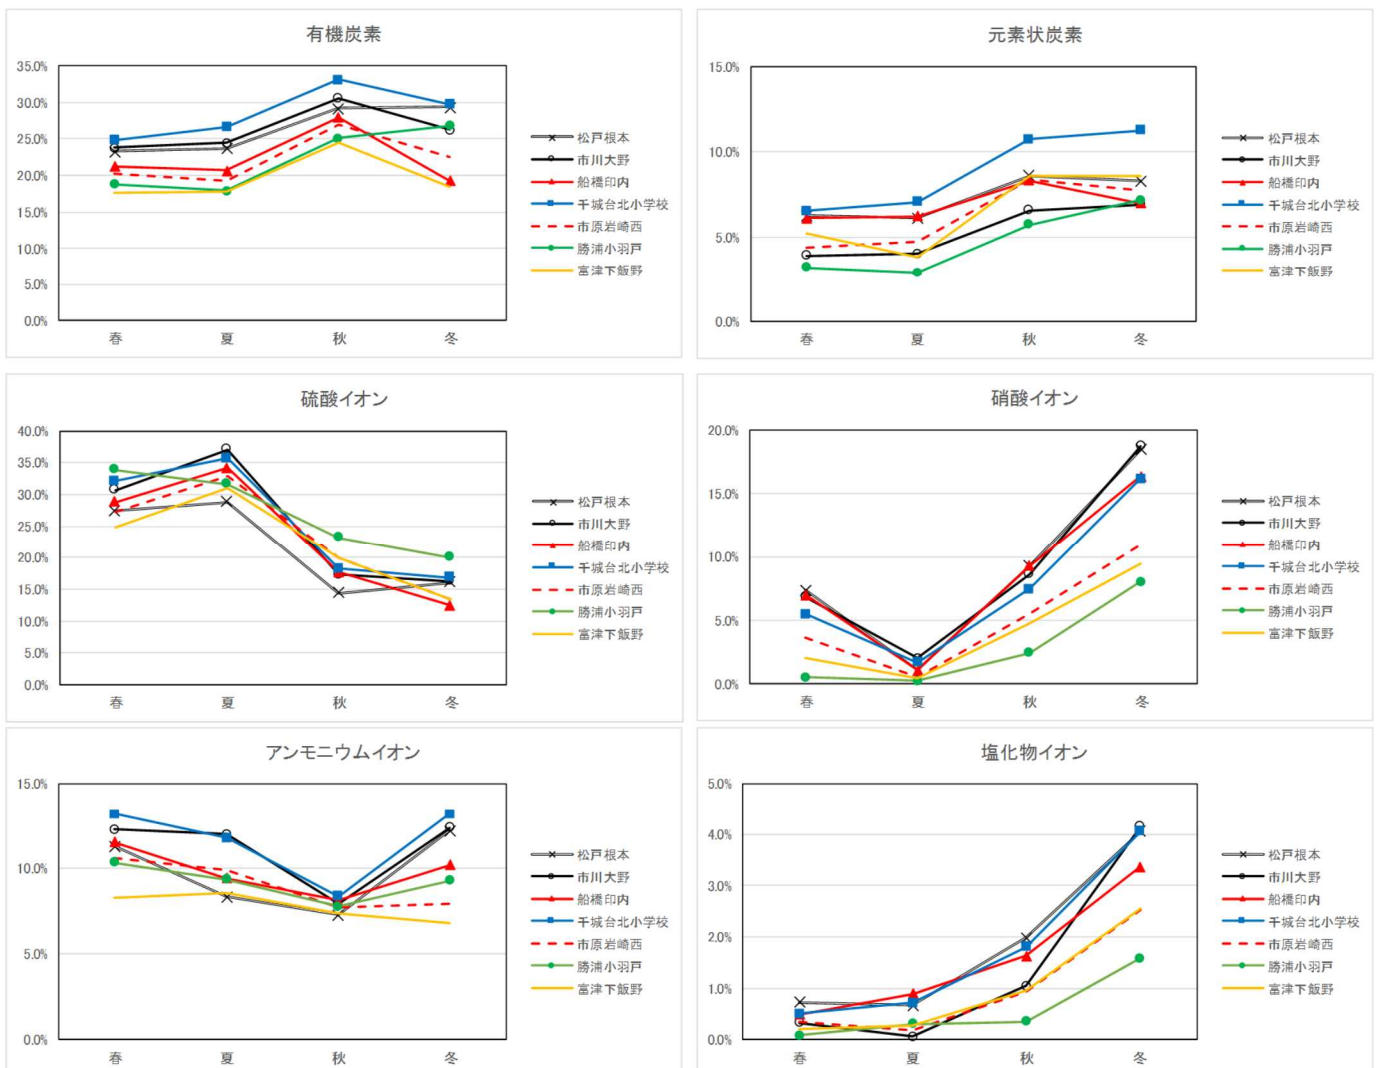 有機炭素
35.0%
30.0%
25.0%
20.0%
15.0%
10.0%
5.0%
0.0%
春 夏 秋 冬
松戸根本
市川大野
船橋印内
千城台北小学校
市原岩崎西
勝浦小羽戸
富津下飯野
元素状炭素
15.0%
10.0%
5.0%
0.0%
春 夏 秋 冬
松戸根本
市川大野
船橋印内
千城台北小学校
市原岩崎西
勝浦小羽戸
富津下飯野
硫酸イオン
40.0%
35.0%
30.0%
25.0%
20.0%
15.0%
10.0%
5.0%
0.0%
春 夏 秋 冬
松戸根本
市川大野
船橋印内
千城台北小学校
市原岩崎西
勝浦小羽戸
富津下飯野
硝酸イオン
20.0%
15.0%
10.0%
5.0%
0.0%
春 夏 秋 冬
松戸根本
市川大野
船橋印内
千城台北小学校
市原岩崎西
勝浦小羽戸
富津下飯野
アンモニウムイオン
15.0%
10.0%
5.0%
0.0%
春 夏 秋 冬
松戸根本
市川大野
船橋印内
千城台北小学校
市原岩崎西
勝浦小羽戸
富津下飯野
塩化物イオン
5.0%
4.0%
3.0%
2.0%
1.0%
0.0%
春 夏 秋 冬
松戸根本
市川大野
船橋印内
千城台北小学校
市原岩崎西
勝浦小羽戸
富津下飯野